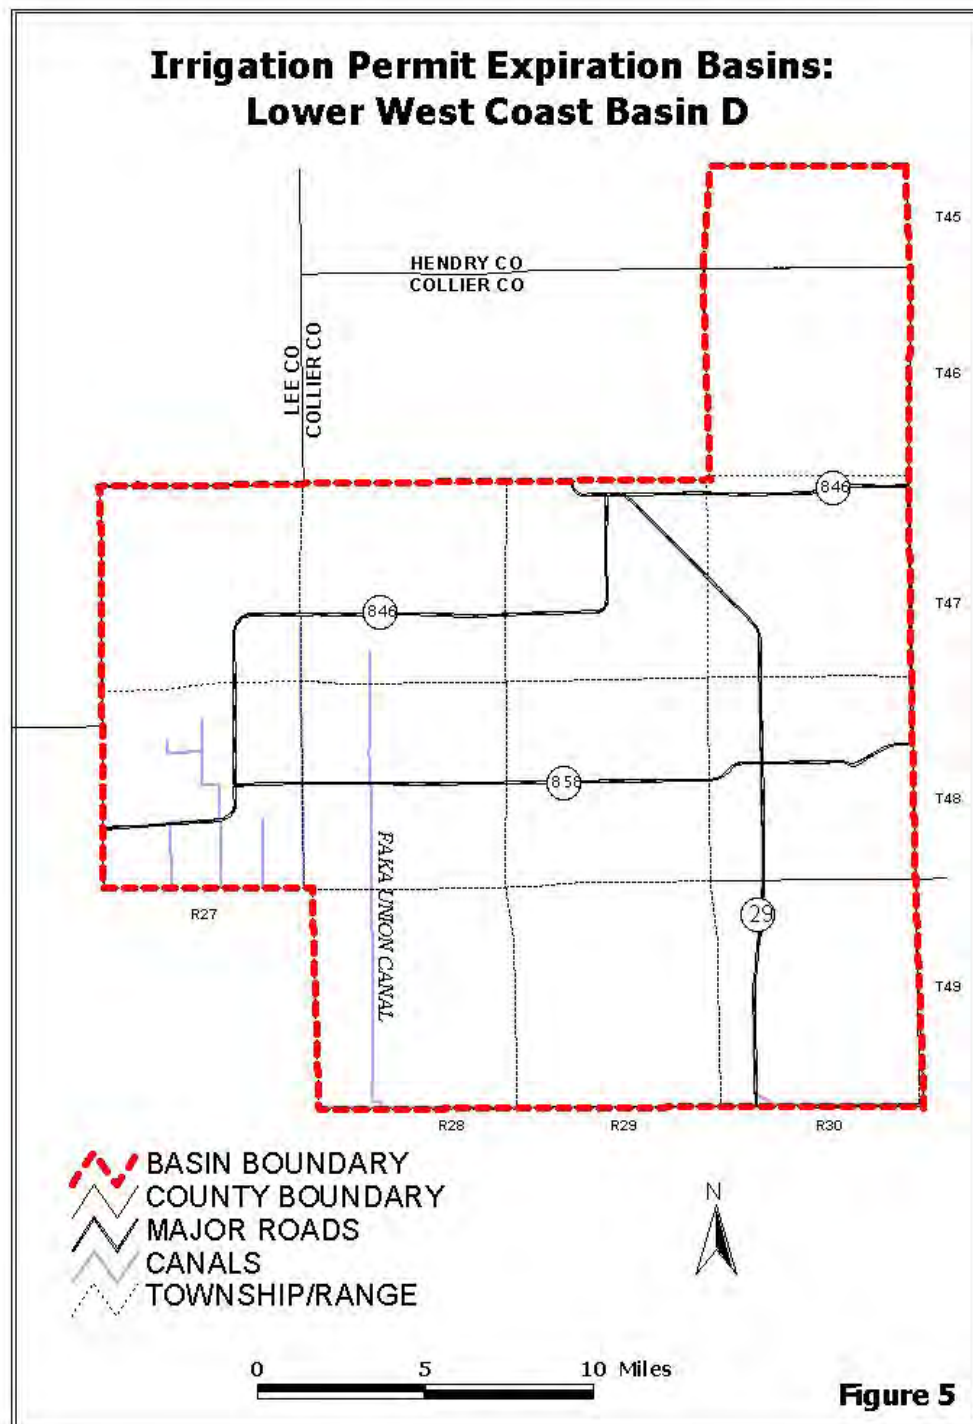 Irrigation Permit Expiration Basins:
Lower West Coast Basin D
T45
HENDRY CO
COLLIER CO
LEE CO
COLLIER CO
T46
846
T47
846
858
T48
FAKA UNION CANAL
R27
29
T49
R28
R29
R30
BASIN BOUNDARY
COUNTY BOUNDARY
MAJOR ROADS
CANALS
TOWNSHIP/RANGE
N
0 5 10 Miles
Figure 5